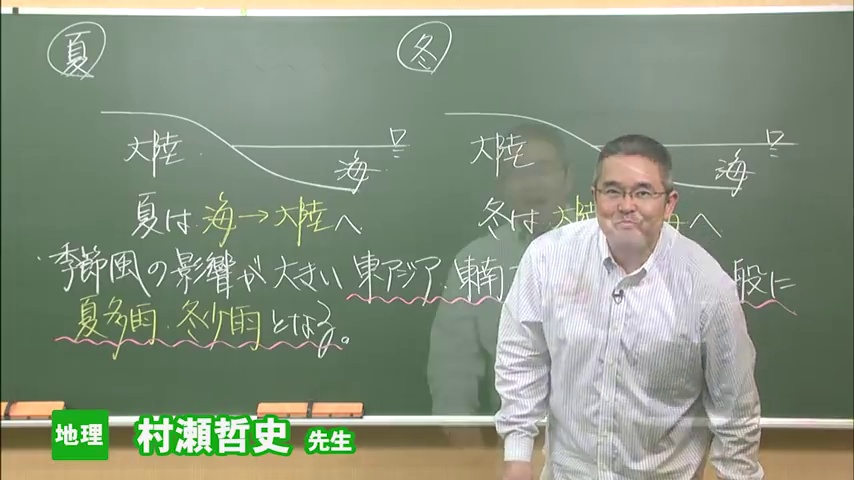 夏
冬
大陸
海
大陸
海
夏は 海→大陸へ
冬は 大陸
へ
季節風の影響が大きい 東アジア、東南
般に
夏多雨、冬少雨となる。
地理
村瀬哲史 先生